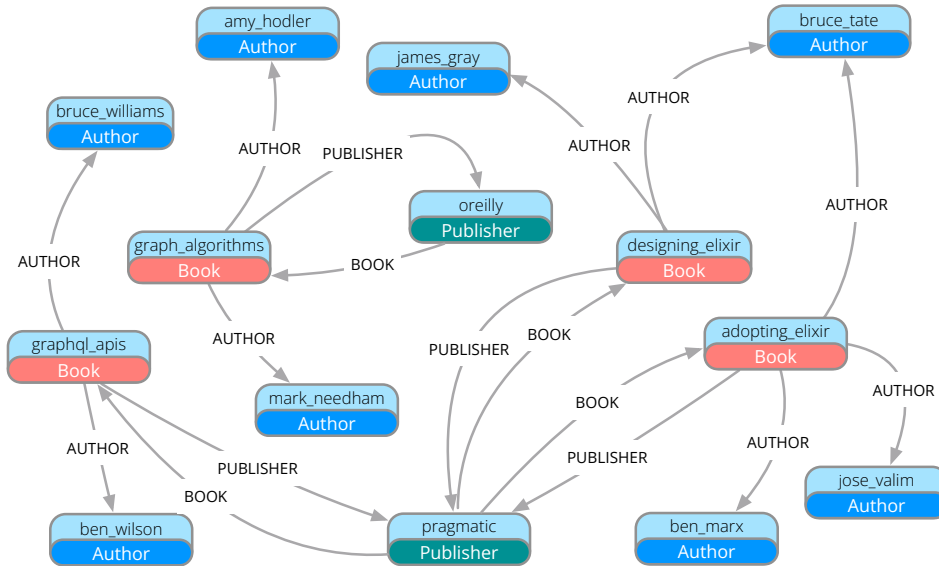 amy_hodler
Author
bruce_tate
Author
james_gray
Author
bruce_williams
Author
AUTHOR
AUTHOR
PUBLISHER
AUTHOR
oreilly
Publisher
AUTHOR
graph_algorithms
Book
designing_elixir
Book
AUTHOR
BOOK
graphql_apis
Book
adopting_elixir
Book
BOOK
PUBLISHER
AUTHOR
mark_needham
Author
AUTHOR
BOOK
AUTHOR
AUTHOR
PUBLISHER
PUBLISHER
BOOK
jose_valim
Author
ben_wilson
Author
pragmatic
Publisher
ben_marx
Author